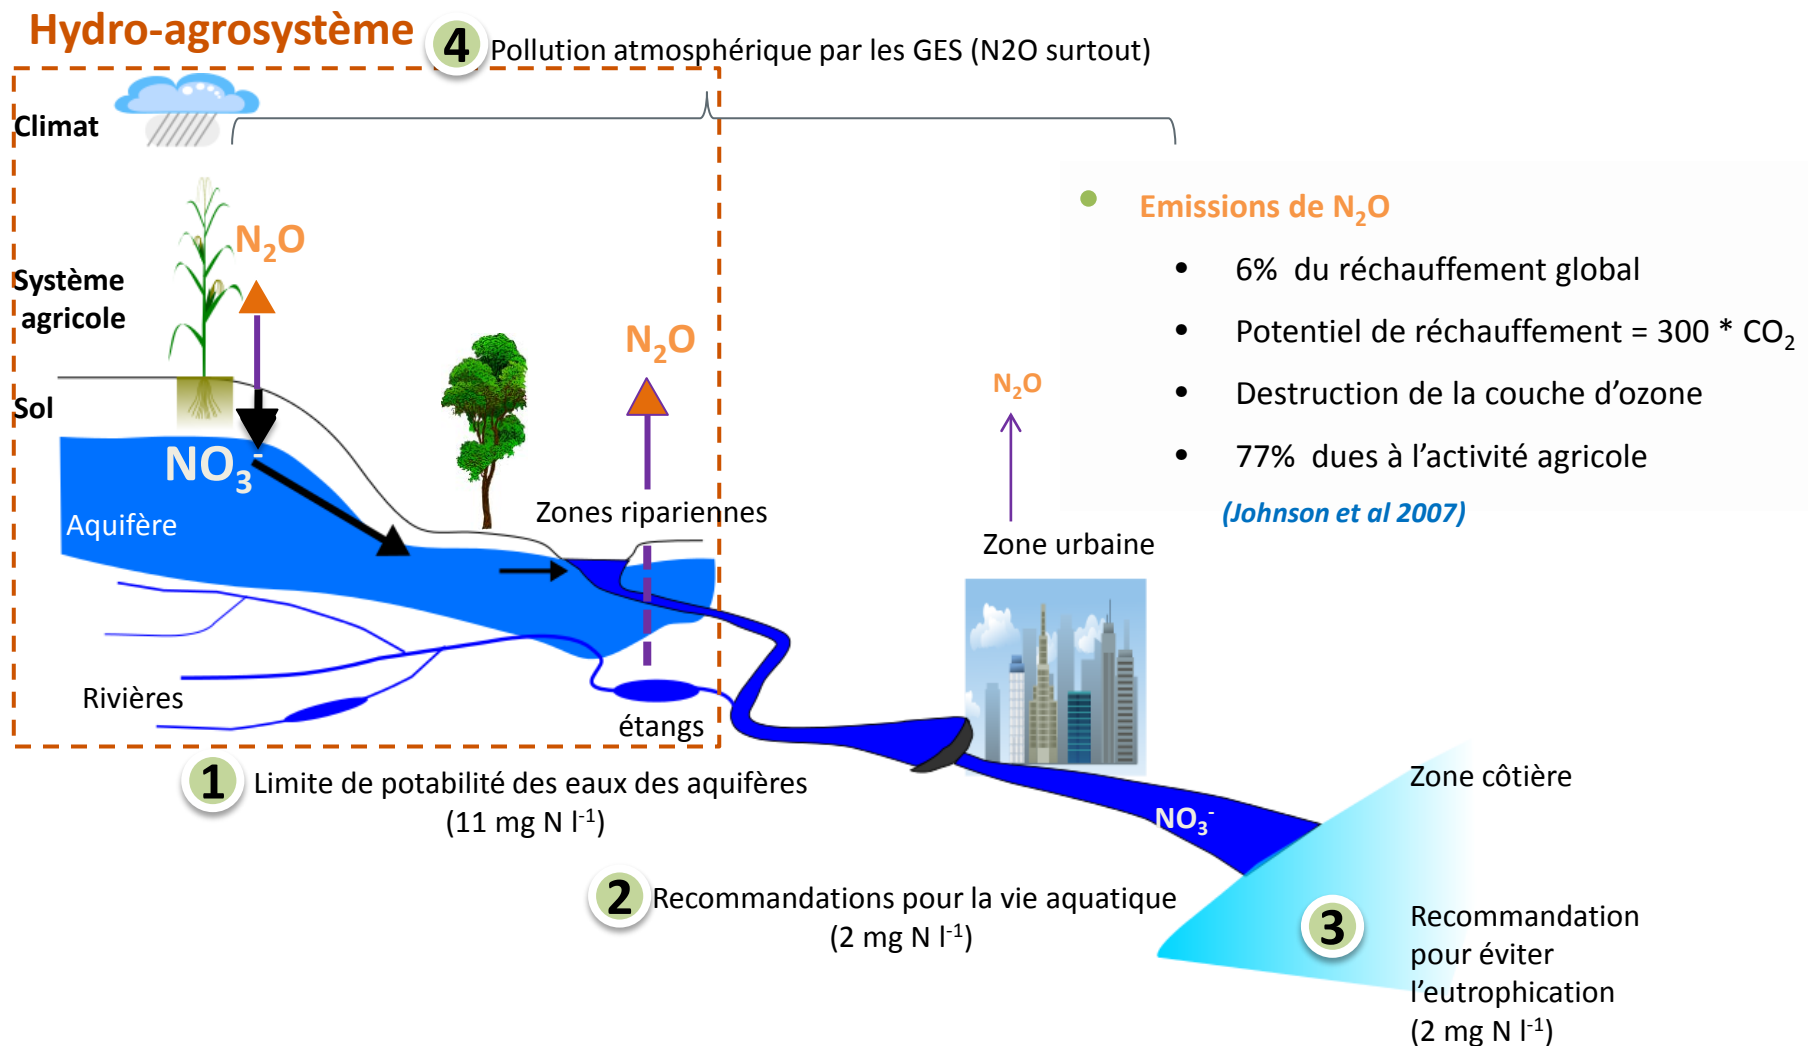 Hydro-agrosystème
4 Pollution atmosphérique par les GES (N2O surtout)
Climat
Système
agricole
Sol
N₂O
NO₃⁻
Aquifère
N₂O
Zones ripariennes
Rivières
étangs
N₂O
Zone urbaine
• Emissions de N₂O
• 6% du réchauffement global
• Potentiel de réchauffement = 300 * CO₂
• Destruction de la couche d’ozone
• 77% dues à l’activité agricole
(Johnson et al 2007)
1 Limite de potabilité des eaux des aquifères
(11 mg N l⁻¹)
2 Recommandations pour la vie aquatique
(2 mg N l⁻¹)
NO₃⁻
Zone côtière
3 Recommandation
pour éviter
l’eutrophication
(2 mg N l⁻¹)